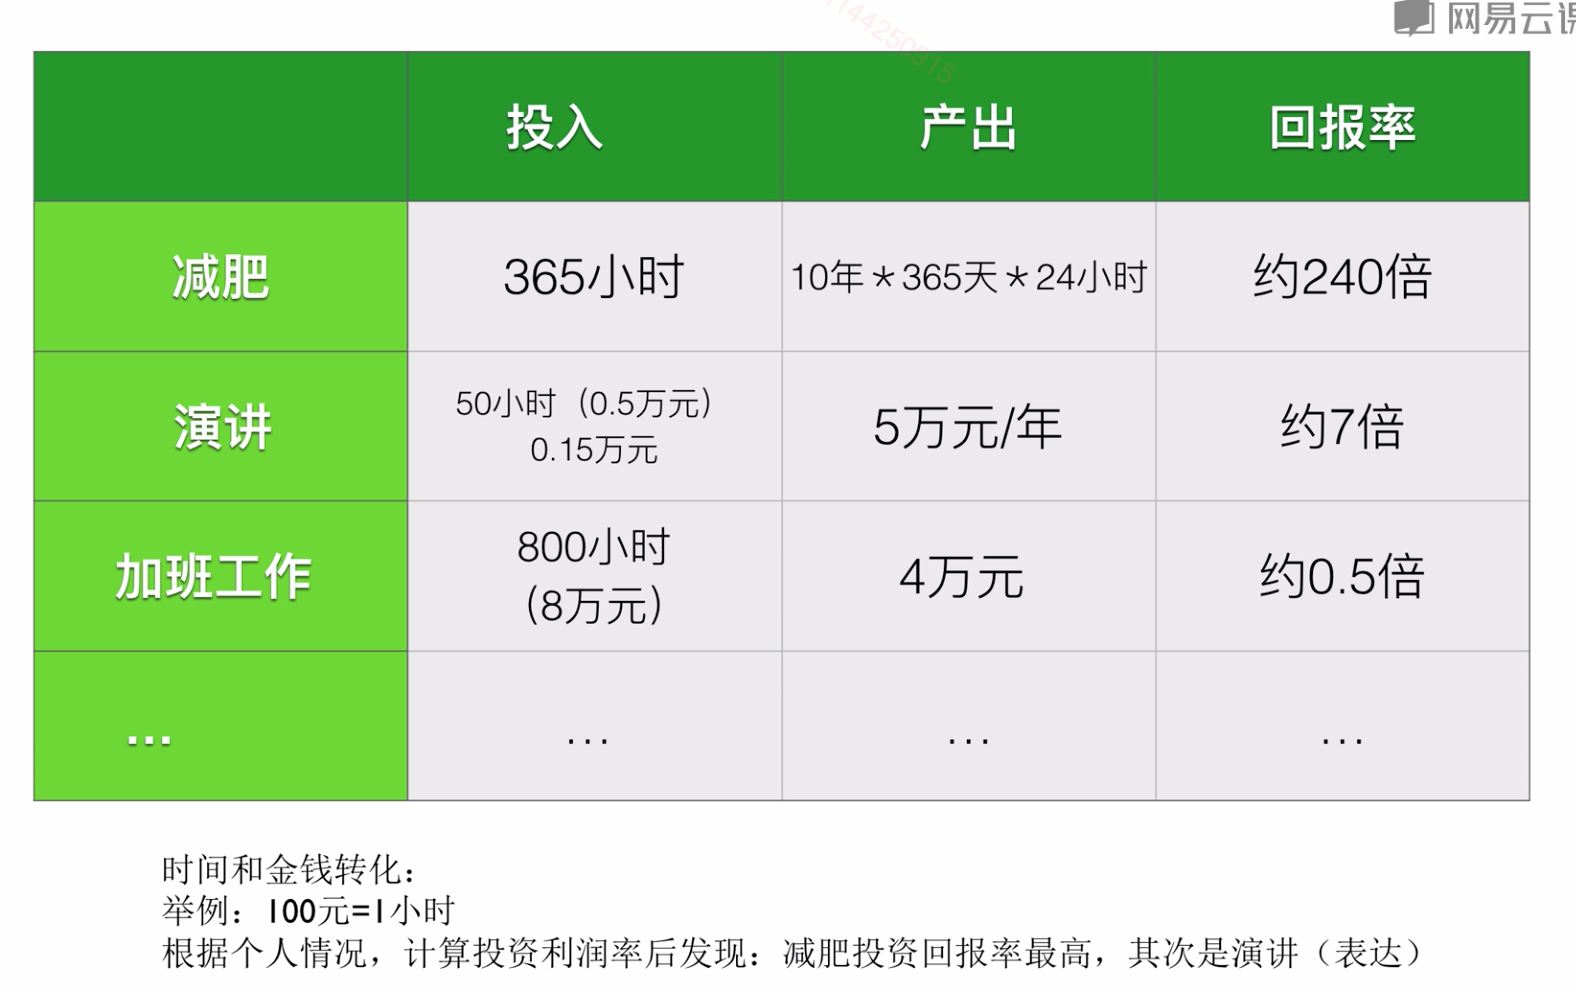 网易云课
144250915
投入 产出 回报率
减肥 365小时 10年*365天*24小时 约240倍
演讲 50小时（0.5万元） 0.15万元 5万元/年 约7倍
加班工作 800小时 （8万元） 4万元 约0.5倍
... ... ... ...
时间和金钱转化：
举例：100元=1小时
根据个人情况，计算投资利润率后发现：减肥投资回报率最高，其次是演讲（表达）